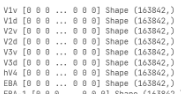 V1v [0 0 0 ... 0 0 0] Shape (163842,)
V1d [0 0 0 ... 0 0 0] Shape (163842,)
V2v [0 0 0 ... 0 0 0] Shape (163842,)
V2d [0 0 0 ... 0 0 0] Shape (163842,)
V3v [0 0 0 ... 0 0 0] Shape (163842,)
V3d [0 0 0 ... 0 0 0] Shape (163842,)
hV4 [0 0 0 ... 0 0 0] Shape (163842,)
EBA [0 0 0 ... 0 0 0] Shape (163842,)